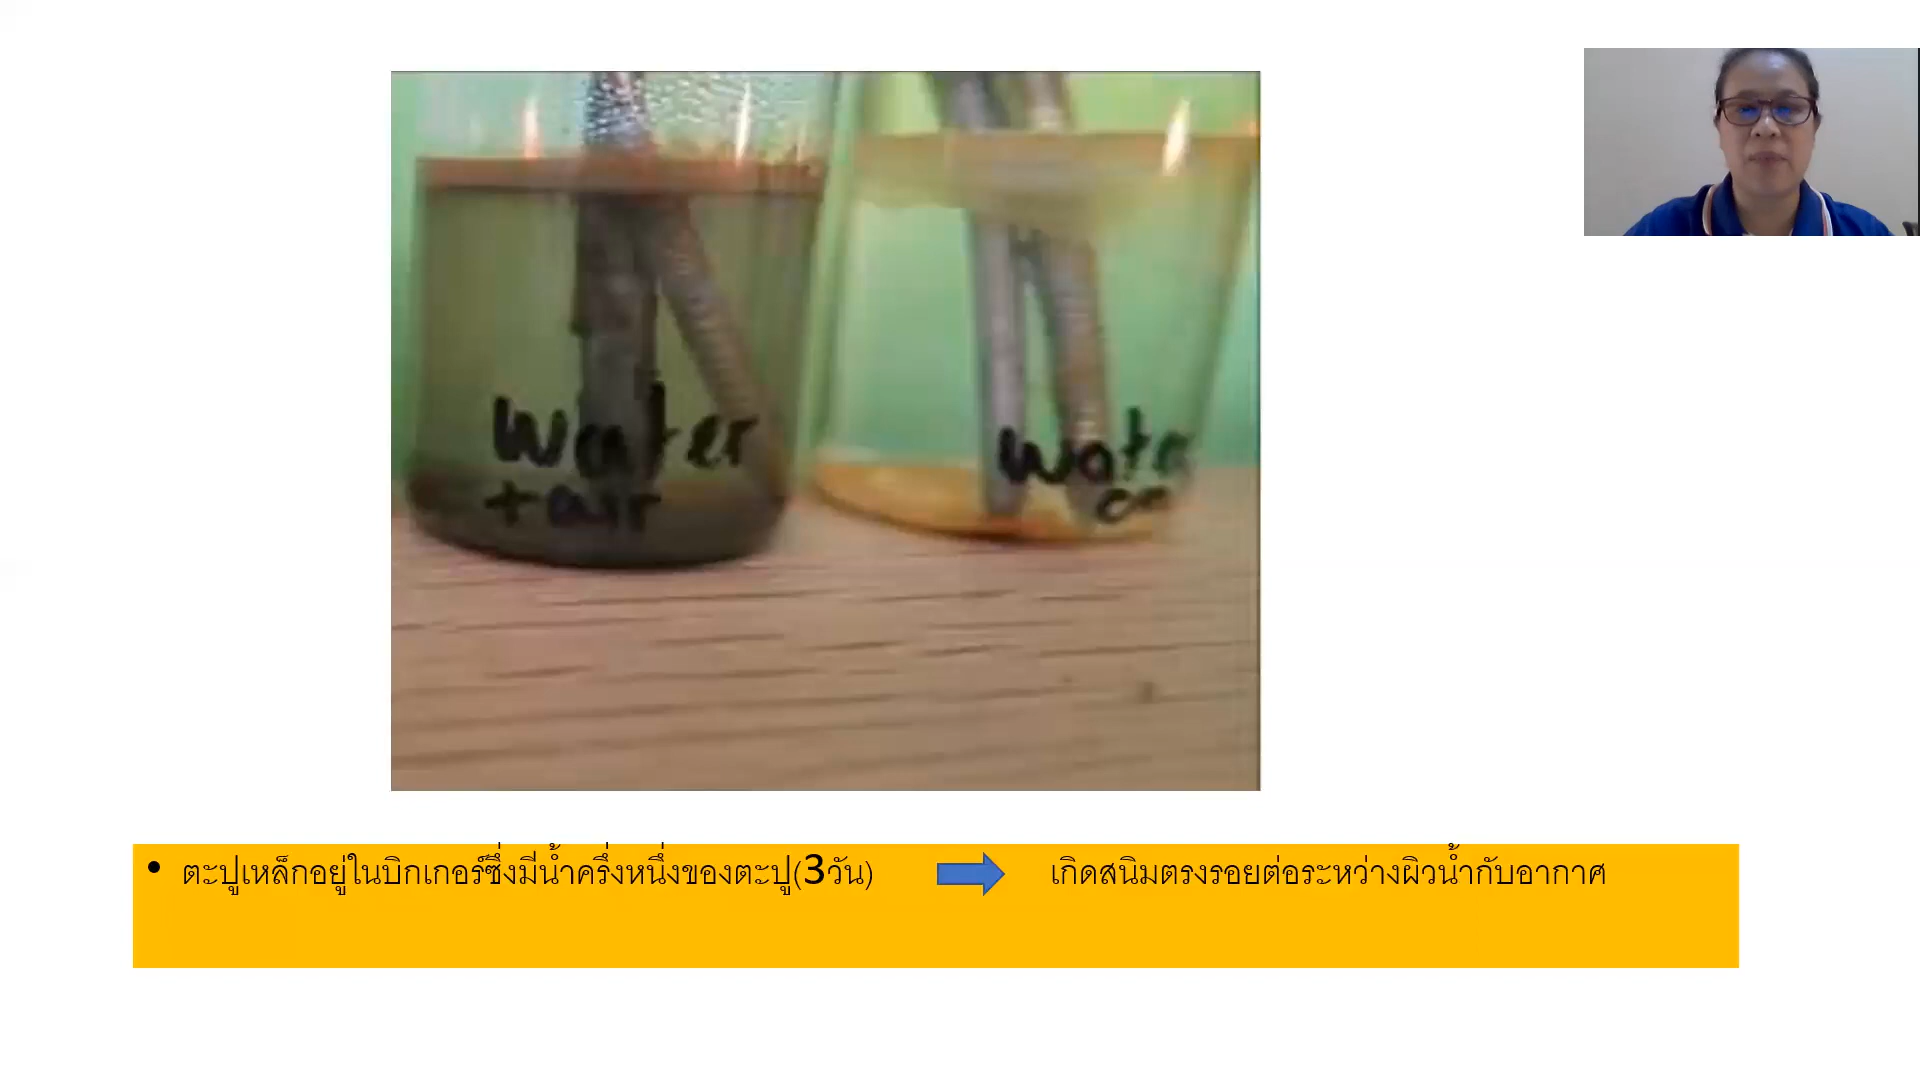 water
+ air
wate
• ตะปูเหล็กอยู่ในบิกเกอร์ซึ่งมีน้ำครึ่งหนึ่งของตะปู(3วัน) เกิดสนิมตรงรอยต่อระหว่างผิวน้ำกับอากาศ